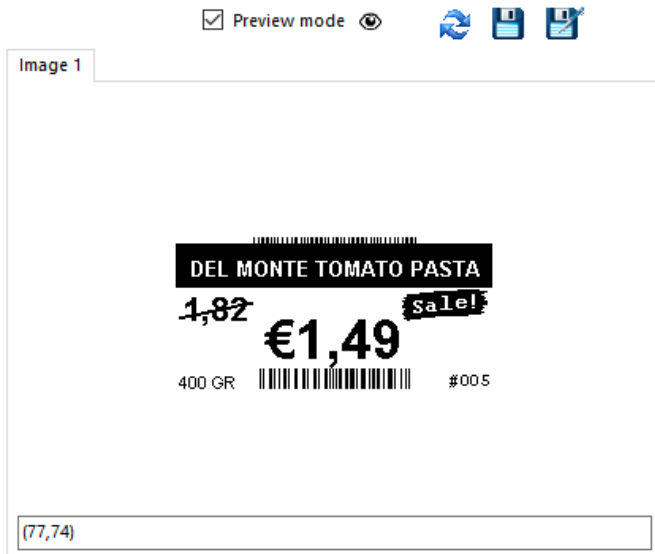 Preview mode
Image 1
DEL MONTE TOMATO PASTA
1,82
Sale!
€1,49
400 GR
#005
(77,74)